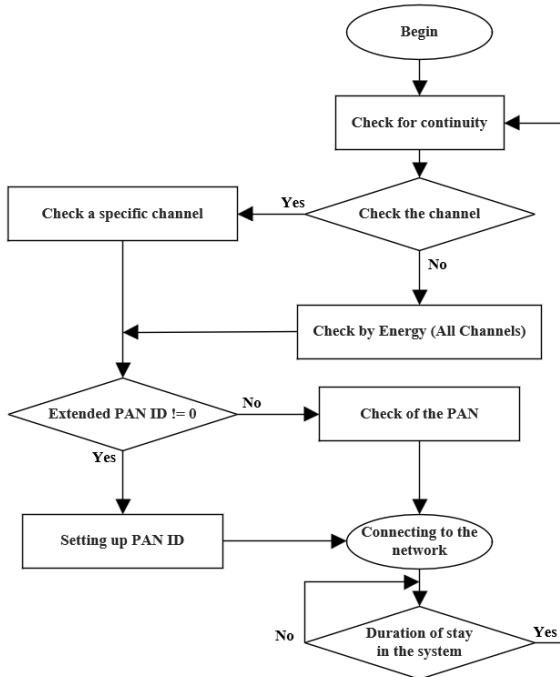 Begin
Check for continuity
Check the channel
Yes
Check a specific channel
No
Check by Energy (All Channels)
Extended PAN ID != 0
No
Check of the PAN
Yes
Setting up PAN ID
Connecting to the
network
Duration of stay
in the system
No
Yes